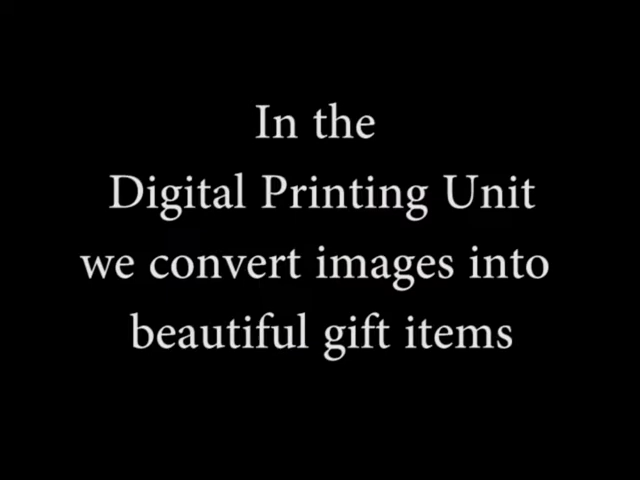 In the
Digital Printing Unit
we convert images into
beautiful gift items